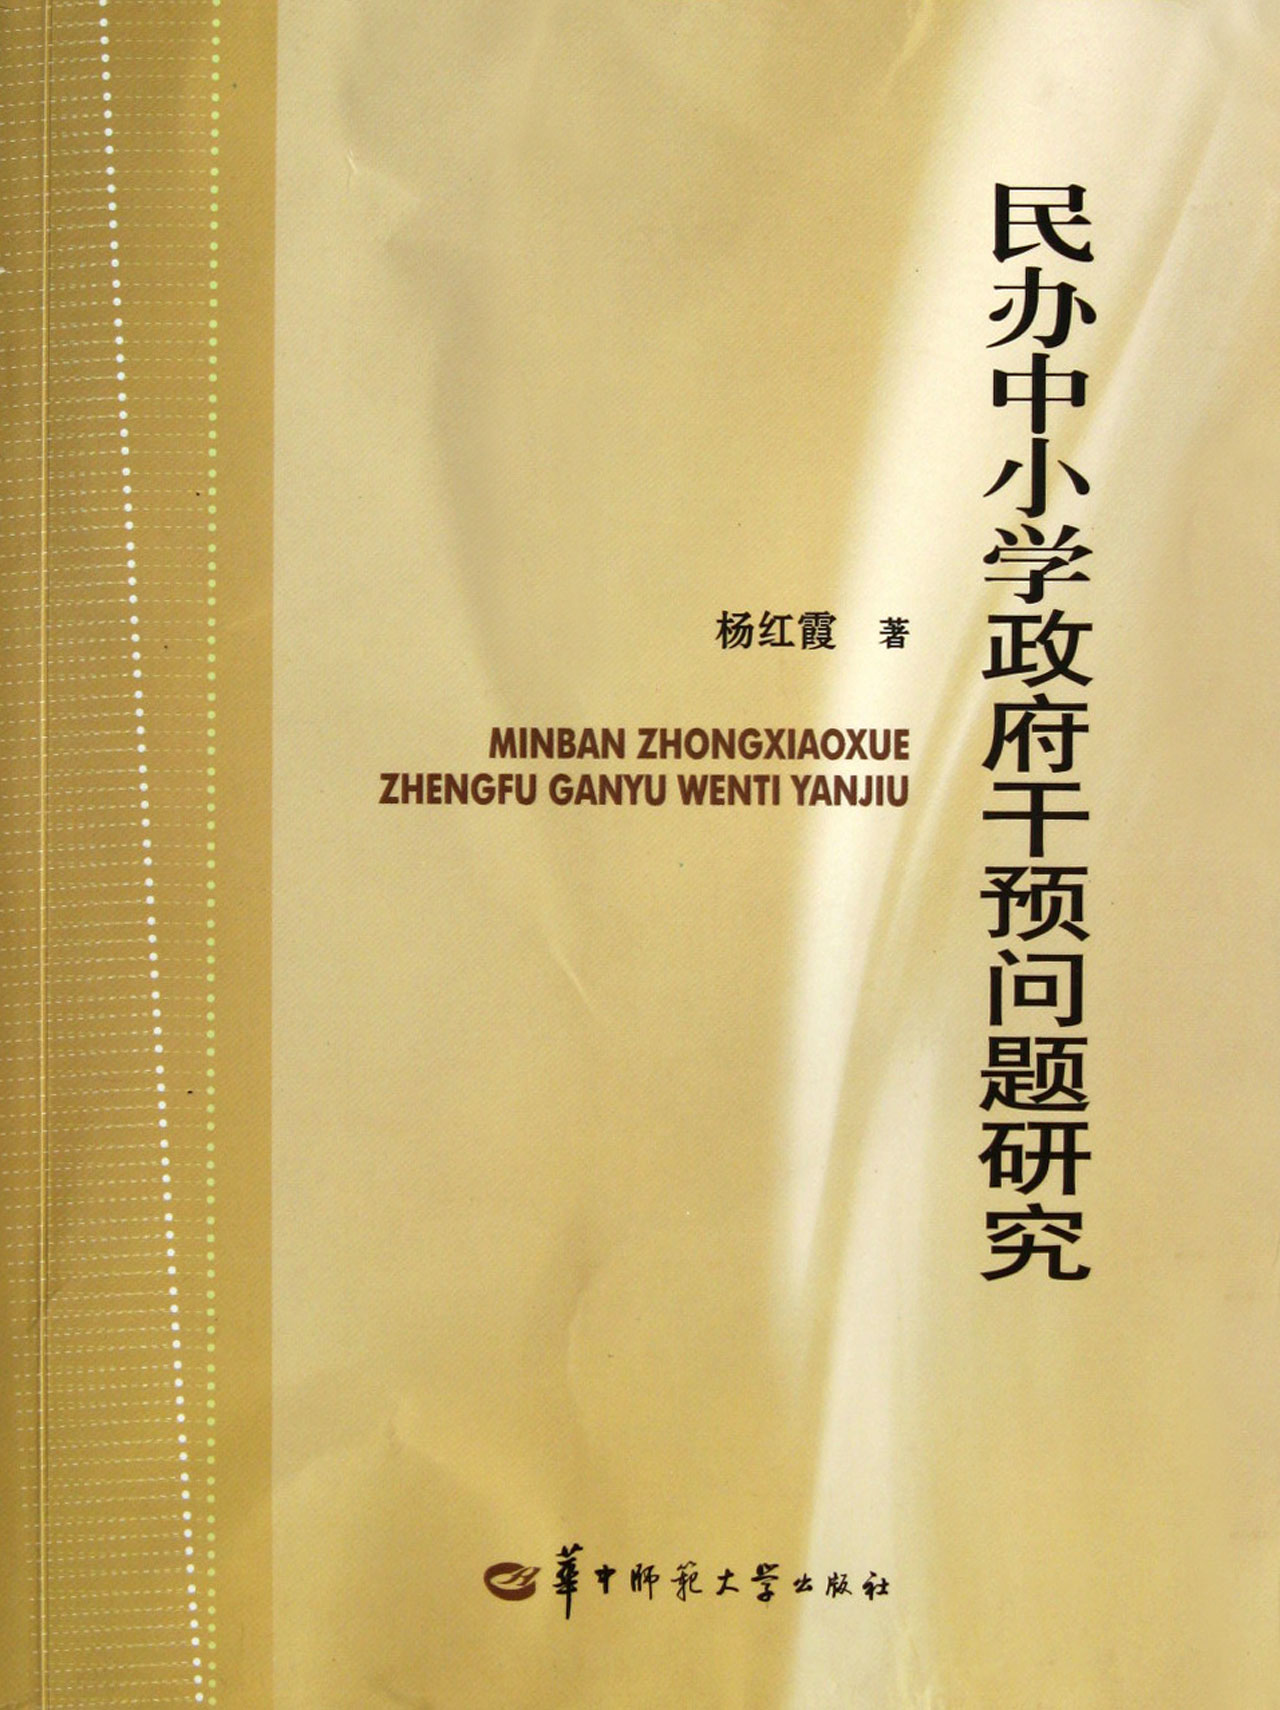 民办中小学政府干预问题研究
杨红霞 著
MINBAN ZHONGXIAOXUE
ZHENGFU GANYU WENTI YANJIU
華中師範大学出版社